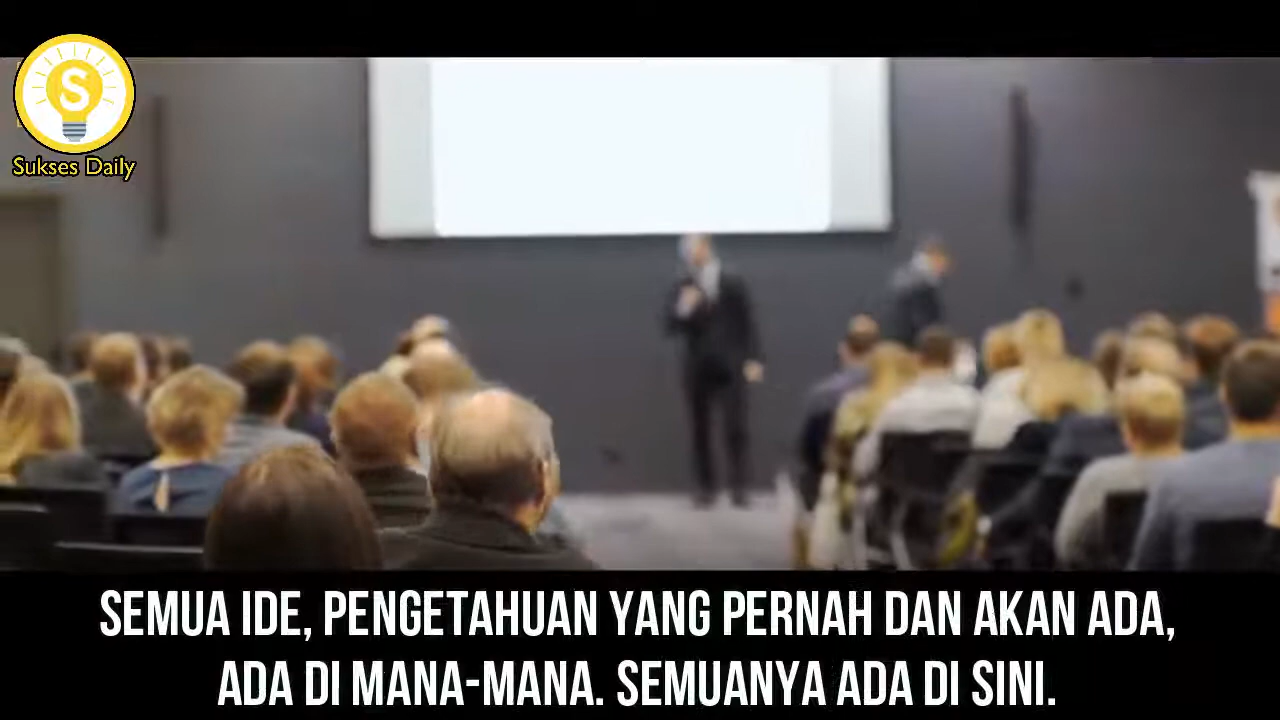 S
Sukses Daily
SEMUA IDE, PENGETAHUAN YANG PERNAH DAN AKAN ADA,
ADA DI MANA-MANA. SEMUANYA ADA DI SINI.